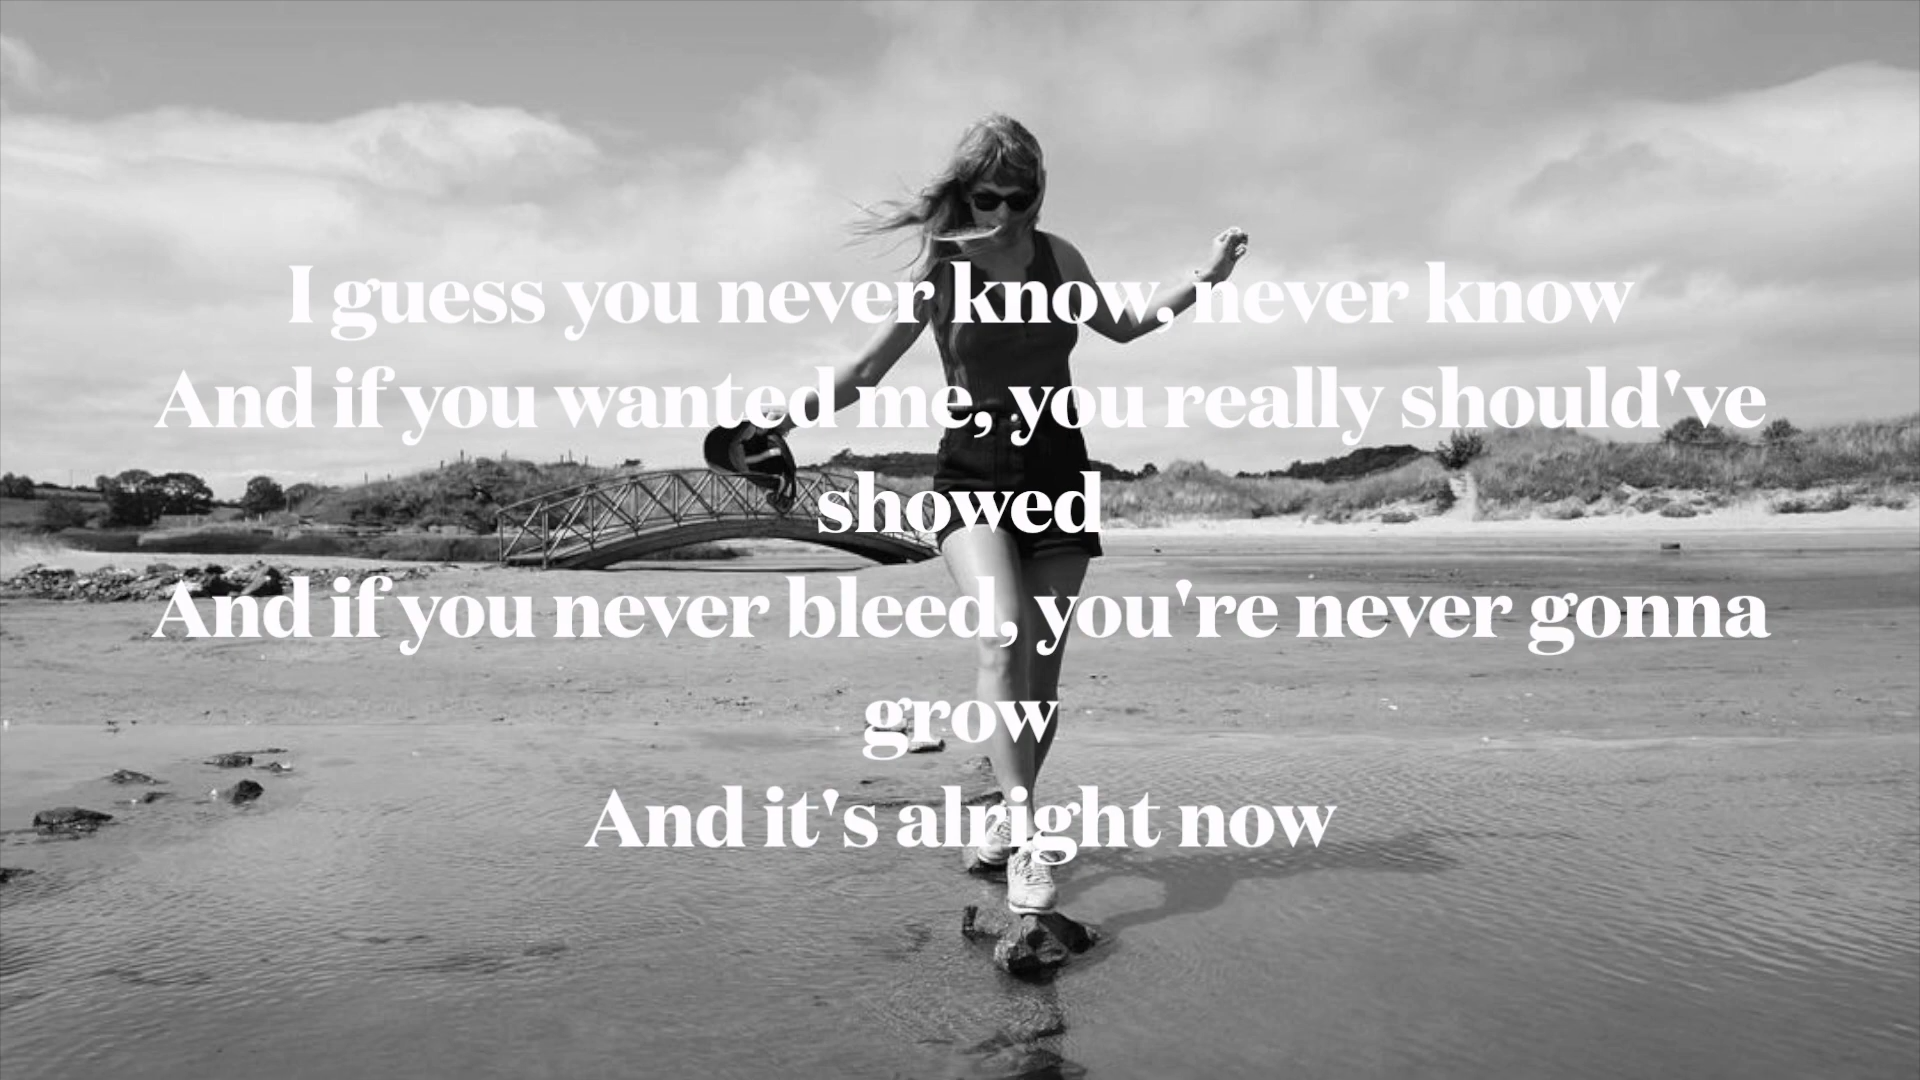 I guess you never know, never know
And if you wanted me, you really should've
showed
And if you never bleed, you're never gonna
grow
And it's alright now